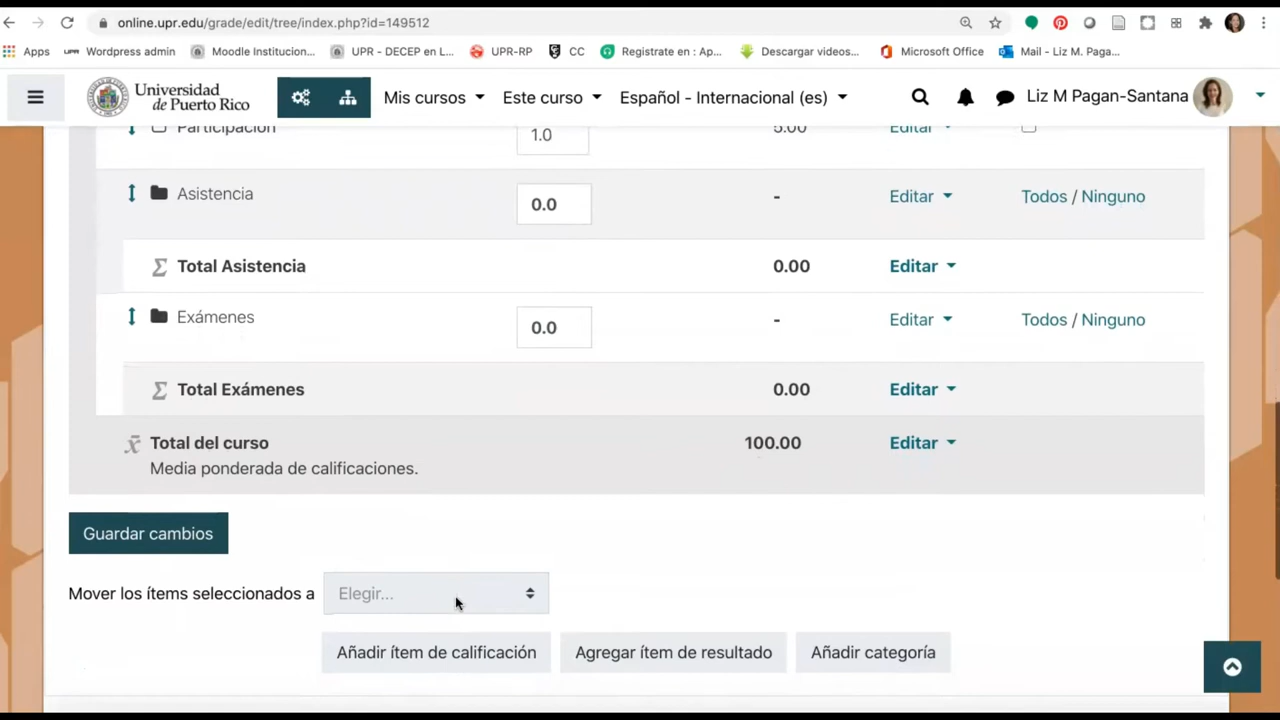 online.upr.edu/grade/edit/tree/index.php?id=149512
Apps Wordpress admin Moodle Institucion... UPR - DECEP en L... UPR-RP CC Registrate en : Ap... Descargar videos... Microsoft Office Mail - Liz M. Paga...
Universidad
de Puerto Rico
Mis cursos Este curso Español - Internacional (es) Liz M Pagan-Santana
Participación 1.0 5.00 Editar
Asistencia 0.0 - Editar Todos / Ninguno
Σ Total Asistencia 0.00 Editar
Exámenes 0.0 - Editar Todos / Ninguno
Σ Total Exámenes 0.00 Editar
x̄ Total del curso 100.00 Editar
Media ponderada de calificaciones.
Guardar cambios
Mover los ítems seleccionados a Elegir...
Añadir ítem de calificación Agregar ítem de resultado Añadir categoría